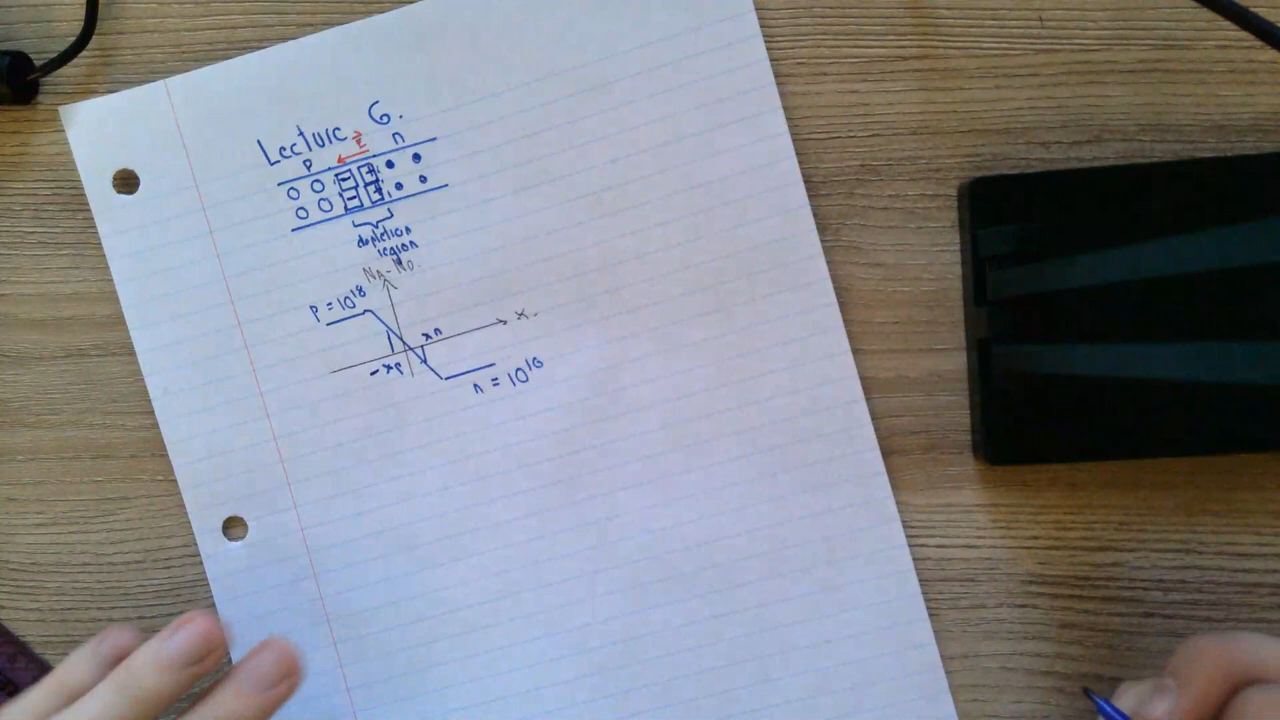 Lecture 6.
E
p n
- +
- +
depletion
region
NA-ND
p = 10^18
x.
xn
-xp
n = 10^16